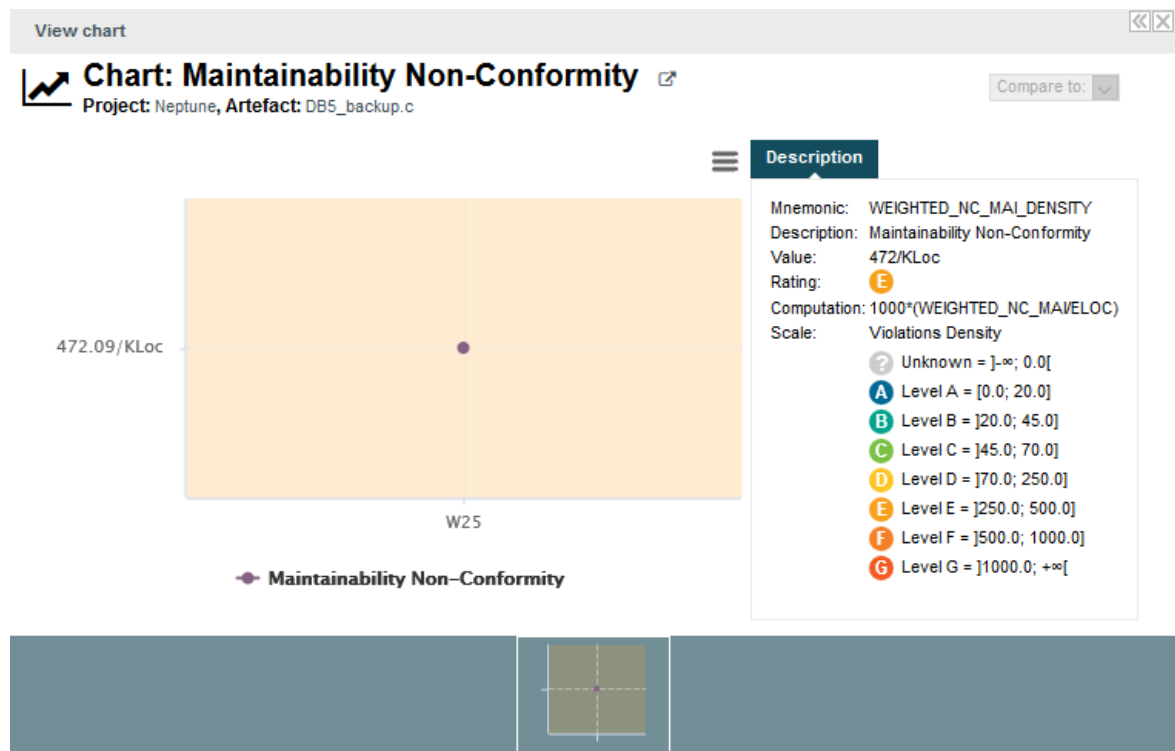 View chart
Chart: Maintainability Non-Conformity
Project: Neptune, Artefact: DB5_backup.c
Compare to:
472.09/KLoc
W25
Maintainability Non-Conformity
Description
Mnemonic: WEIGHTED_NC_MAI_DENSITY
Description: Maintainability Non-Conformity
Value: 472/KLoc
Rating: E
Computation: 1000*(WEIGHTED_NC_MAI/ELOC)
Scale: Violations Density
? Unknown = ]-∞; 0.0[
A Level A = [0.0; 20.0]
B Level B = ]20.0; 45.0]
C Level C = ]45.0; 70.0]
D Level D = ]70.0; 250.0]
E Level E = ]250.0; 500.0]
F Level F = ]500.0; 1000.0]
G Level G = ]1000.0; +∞[